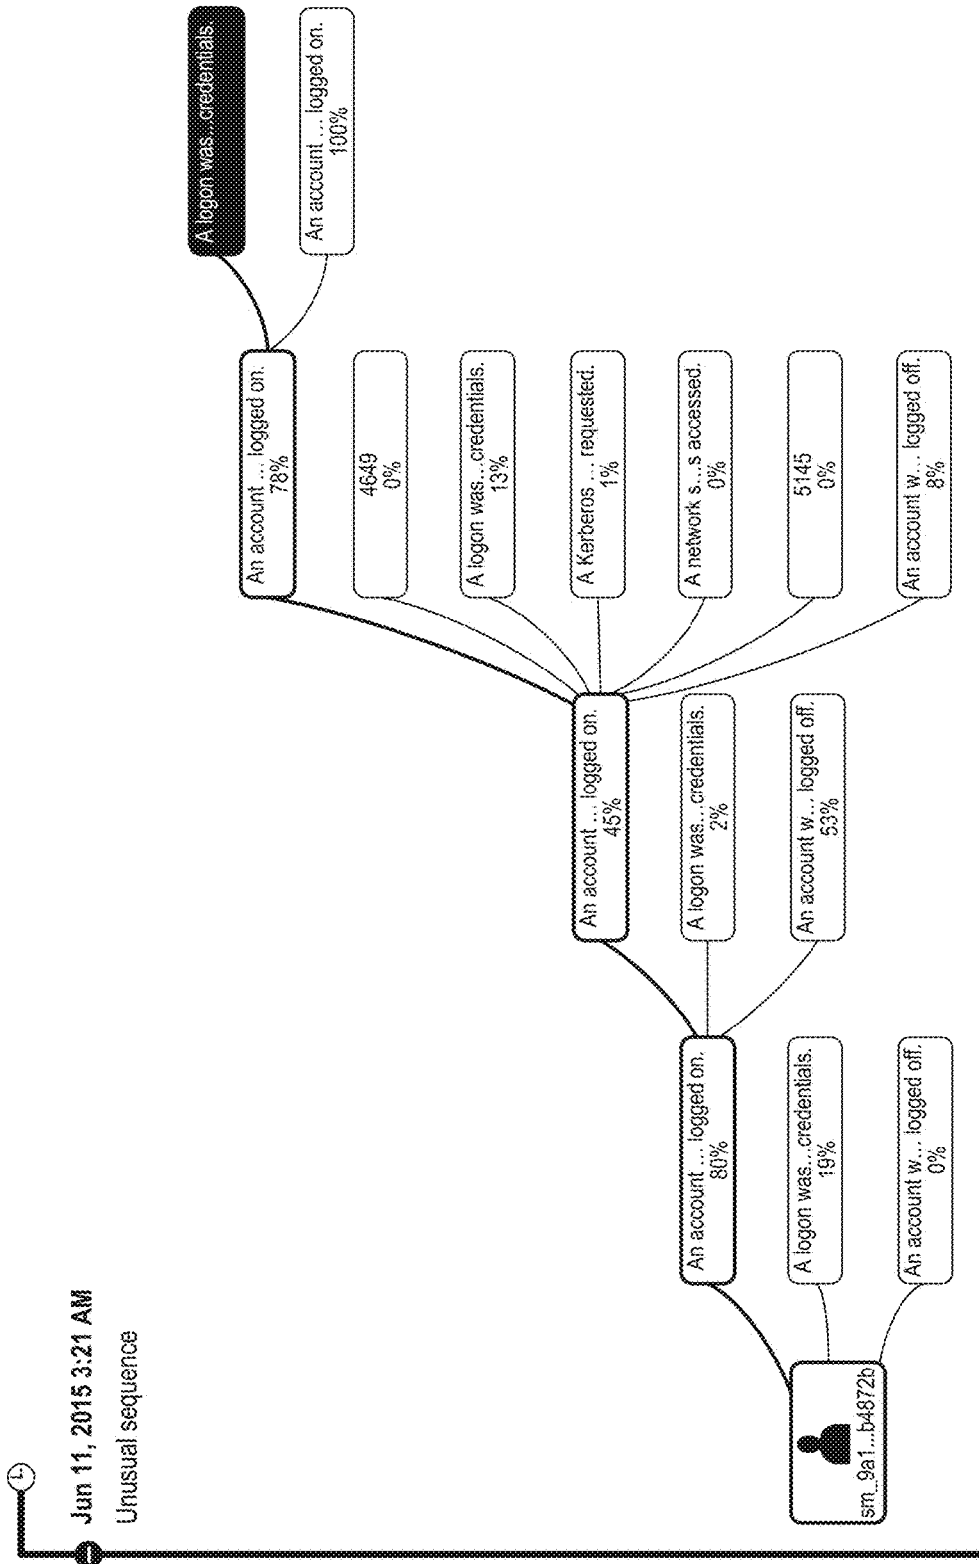 Jun 11, 2015 3:21 AM
Unusual sequence
sm_9a1...b4872b
An account ... logged on.
80%
A logon was...credentials.
19%
An account w... logged off.
0%
An account ... logged on.
45%
A logon was...credentials.
2%
An account w... logged off.
53%
An account ... logged on.
78%
4649
0%
A logon was...credentials.
13%
A Kerberos ... requested.
1%
A network s...s accessed.
0%
5145
0%
An account w... logged off.
8%
A logon was...credentials.
An account ... logged on.
100%